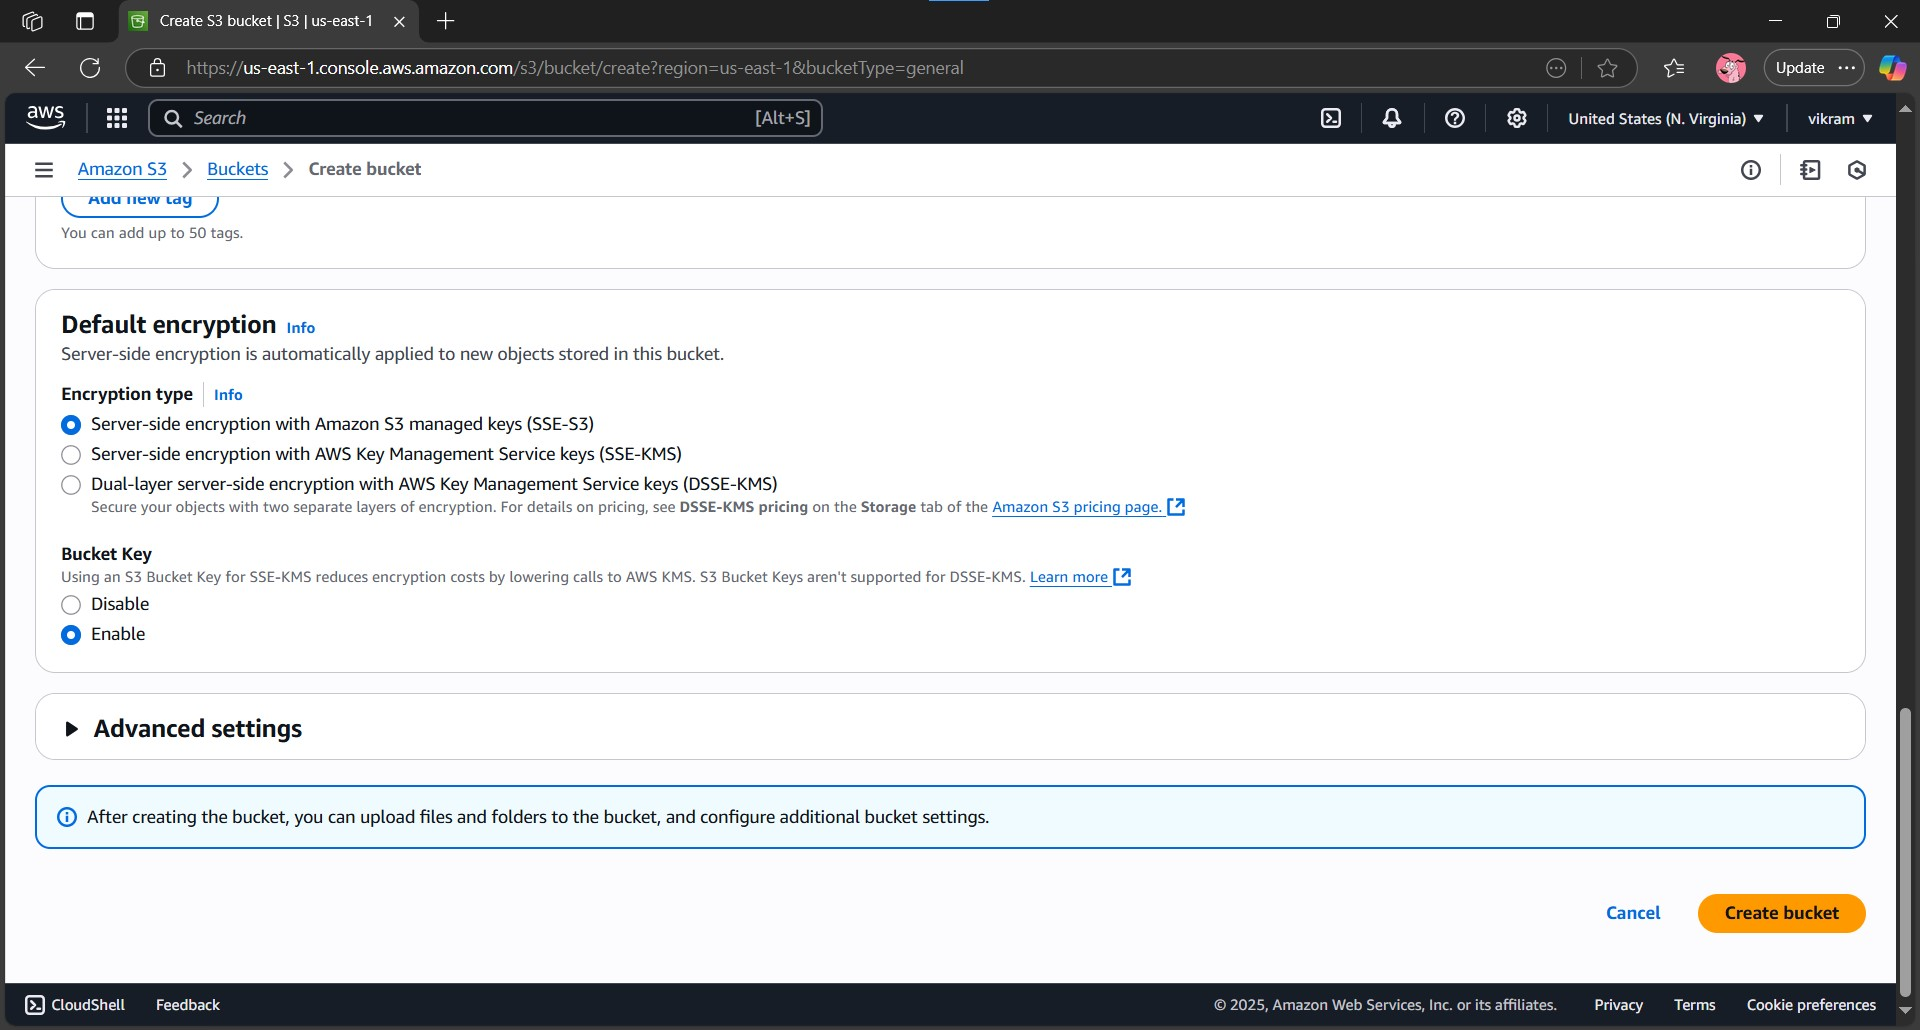 Create S3 bucket | S3 | us-east-1
https://us-east-1.console.aws.amazon.com/s3/bucket/create?region=us-east-1&bucketType=general
Update
aws
Search
[Alt+S]
United States (N. Virginia)
vikram
Amazon S3
Buckets
Create bucket
Add new tag
You can add up to 50 tags.
Default encryption Info
Server-side encryption is automatically applied to new objects stored in this bucket.
Encryption type Info
Server-side encryption with Amazon S3 managed keys (SSE-S3)
Server-side encryption with AWS Key Management Service keys (SSE-KMS)
Dual-layer server-side encryption with AWS Key Management Service keys (DSSE-KMS)
Secure your objects with two separate layers of encryption. For details on pricing, see DSSE-KMS pricing on the Storage tab of the Amazon S3 pricing page.
Bucket Key
Using an S3 Bucket Key for SSE-KMS reduces encryption costs by lowering calls to AWS KMS. S3 Bucket Keys aren't supported for DSSE-KMS. Learn more
Disable
Enable
Advanced settings
After creating the bucket, you can upload files and folders to the bucket, and configure additional bucket settings.
Cancel
Create bucket
CloudShell
Feedback
© 2025, Amazon Web Services, Inc. or its affiliates.
Privacy
Terms
Cookie preferences